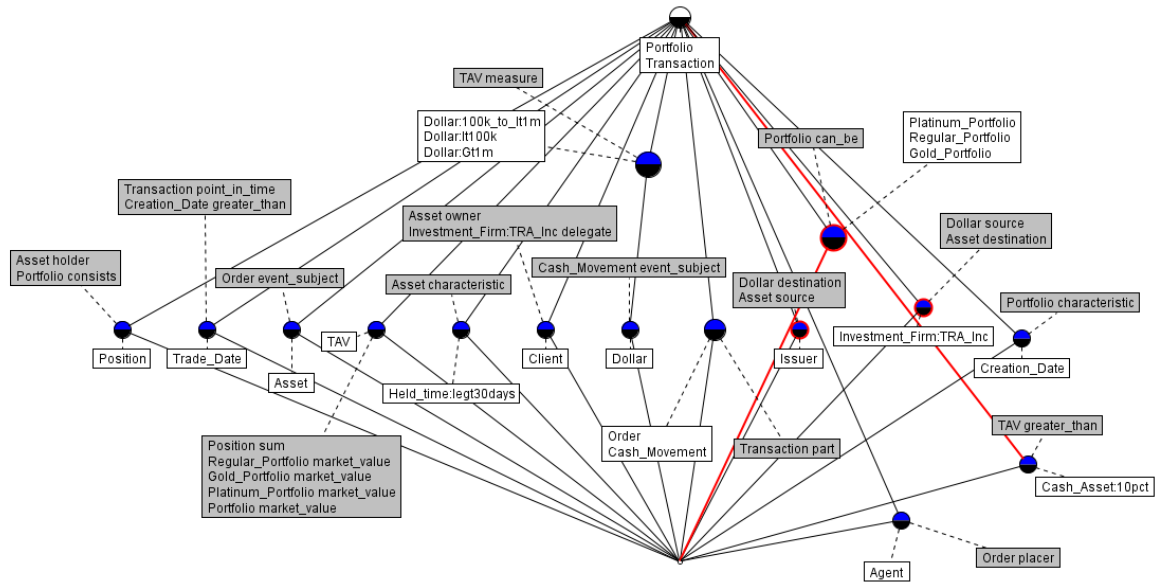 Portfolio
Transaction
TAV measure
Dollar:100k_to_lt1m
Dollar:lt100k
Dollar:Gt1m
Portfolio can_be
Platinum_Portfolio
Regular_Portfolio
Gold_Portfolio
Transaction point_in_time
Creation_Date greater_than
Asset owner
Investment_Firm:TRA_Inc delegate
Dollar source
Asset destination
Asset holder
Portfolio consists
Order event_subject
Asset characteristic
Cash_Movement event_subject
Dollar destination
Asset source
Portfolio characteristic
Position
Trade_Date
Asset
TAV
Held_time:legt30days
Client
Dollar
Issuer
Investment_Firm:TRA_Inc
Creation_Date
Position sum
Regular_Portfolio market_value
Gold_Portfolio market_value
Platinum_Portfolio market_value
Portfolio market_value
Order
Cash_Movement
Transaction part
TAV greater_than
Cash_Asset:10pct
Agent
Order placer